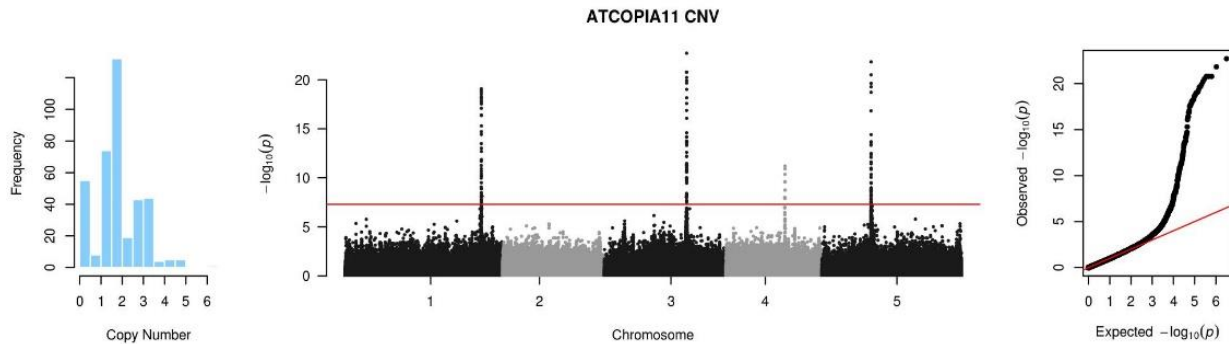 ATCOPIA11 CNV
Frequency
0 20 40 60 80 100
0 1 2 3 4 5 6
Copy Number
−log10(p)
0 5 10 15 20
1 2 3 4 5
Chromosome
Observed −log10(p)
0 5 10 15 20
0 1 2 3 4 5 6
Expected −log10(p)